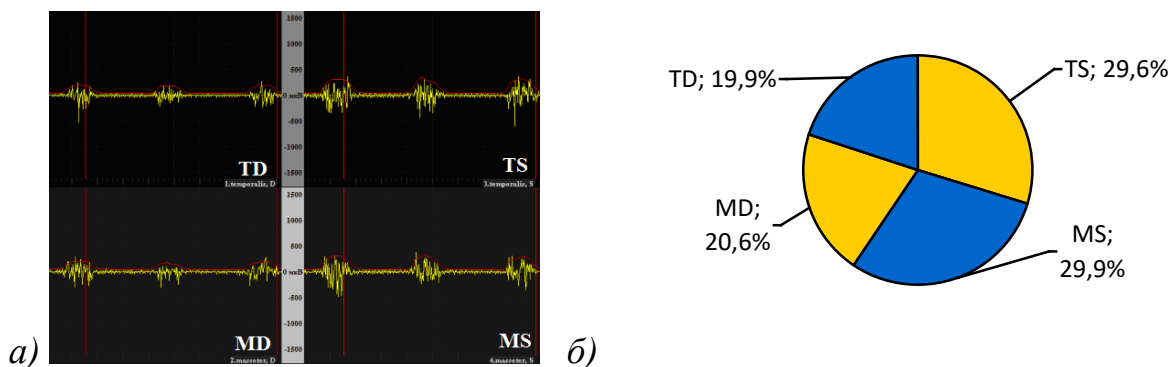 1500
1000
500
0 мкВ
-500
-1000
-1500
TD
TS
1.temporalis, D
3.temporalis, S
1500
1000
500
0 мкВ
-500
-1000
-1500
MD
MS
2.masseter, D
4.masseter, S
а)
TD; 19,9%
TS; 29,6%
MD;
20,6%
MS;
29,9%
б)